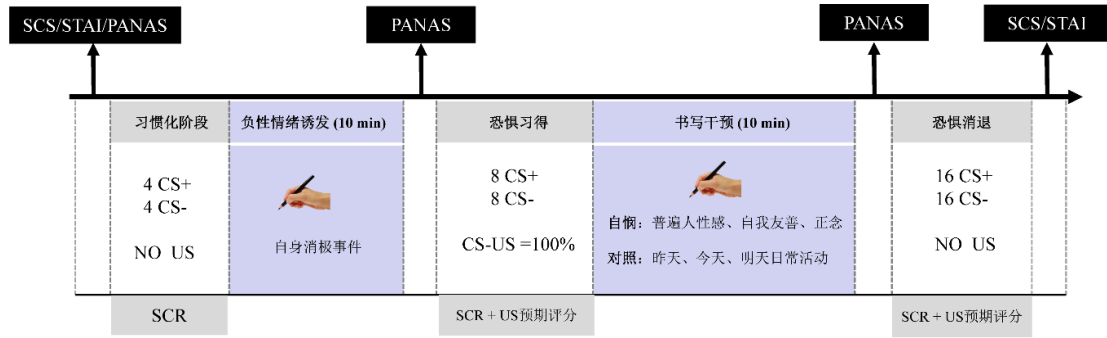 SCS/STAI/PANAS
PANAS
PANAS
SCS/STAI
习惯化阶段
负性情绪诱发 (10 min)
恐惧习得
书写干预 (10 min)
恐惧消退
4 CS+
4 CS-
NO US
自身消极事件
8 CS+
8 CS-
CS-US =100%
自悯：普遍人性感、自我友善、正念
对照：昨天、今天、明天日常活动
16 CS+
16 CS-
NO US
SCR
SCR + US预期评分
SCR + US预期评分